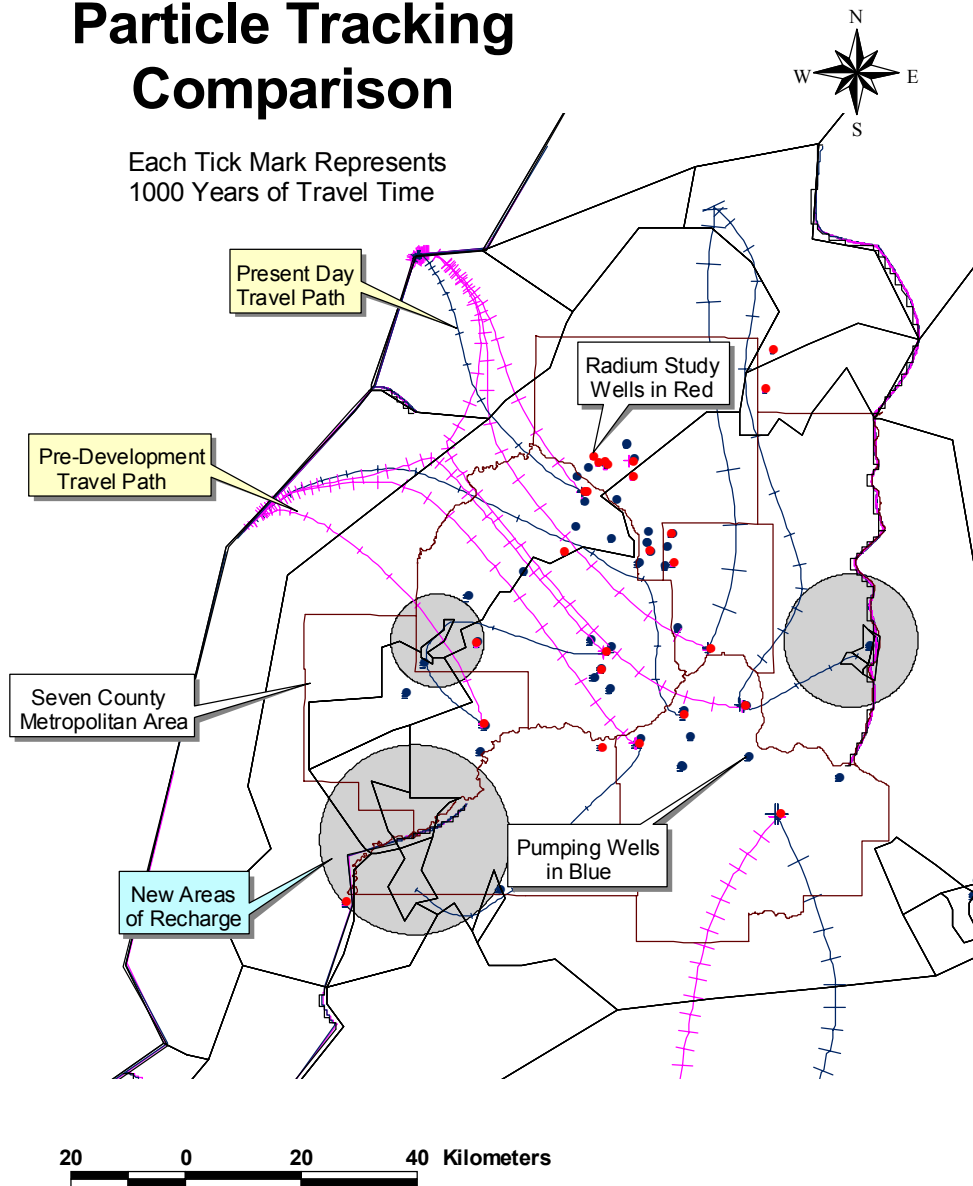 Particle Tracking
Comparison
Each Tick Mark Represents
1000 Years of Travel Time
N
W
E
S
Present Day
Travel Path
Radium Study
Wells in Red
Pre-Development
Travel Path
Seven County
Metropolitan Area
Pumping Wells
in Blue
New Areas
of Recharge
20 0 20 40 Kilometers